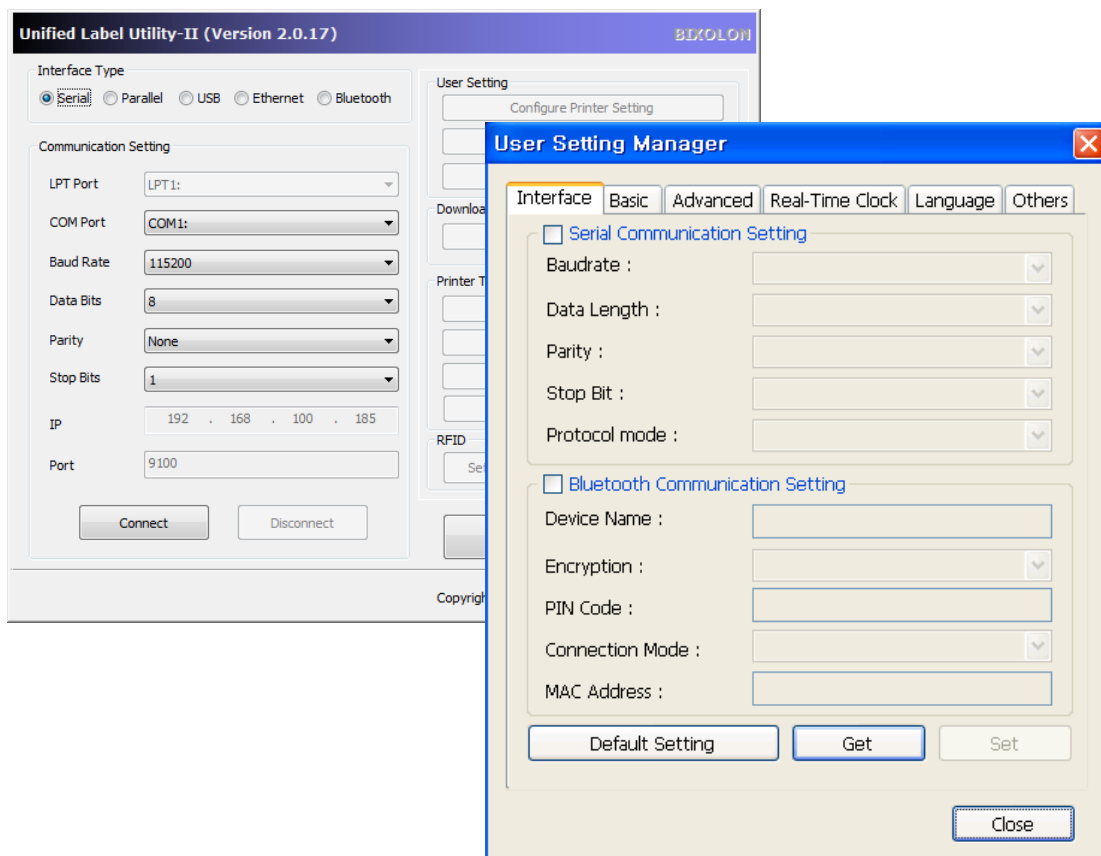 Unified Label Utility-II (Version 2.0.17)
BIXOLON
Interface Type
Serial Parallel USB Ethernet Bluetooth
Communication Setting
LPT Port LPT1:
COM Port COM1:
Baud Rate 115200
Data Bits 8
Parity None
Stop Bits 1
IP 192 . 168 . 100 . 185
Port 9100
Connect Disconnect
User Setting
Configure Printer Setting
Downloa
Printer T
RFID
Set
Copyrigh
User Setting Manager
Interface Basic Advanced Real-Time Clock Language Others
Serial Communication Setting
Baudrate :
Data Length :
Parity :
Stop Bit :
Protocol mode :
Bluetooth Communication Setting
Device Name :
Encryption :
PIN Code :
Connection Mode :
MAC Address :
Default Setting Get Set
Close